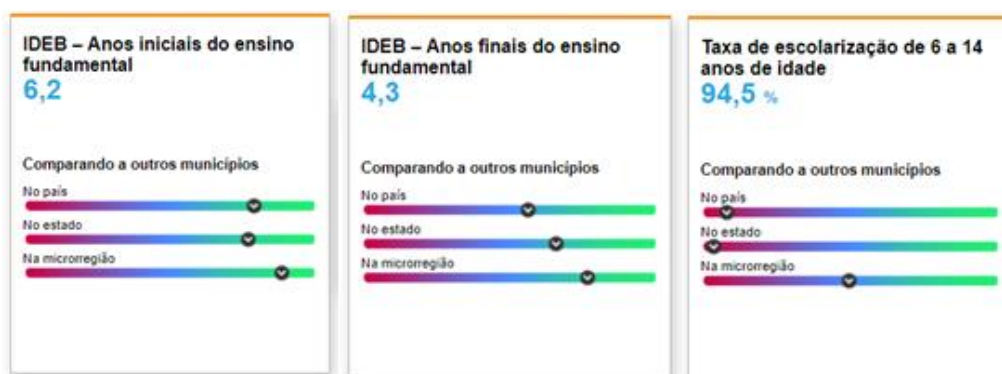 IDEB – Anos iniciais do ensino
fundamental
6,2
Comparando a outros municípios
No país
No estado
Na microrregião
IDEB – Anos finais do ensino
fundamental
4,3
Comparando a outros municípios
No país
No estado
Na microrregião
Taxa de escolarização de 6 a 14
anos de idade
94,5 %
Comparando a outros municípios
No país
No estado
Na microrregião